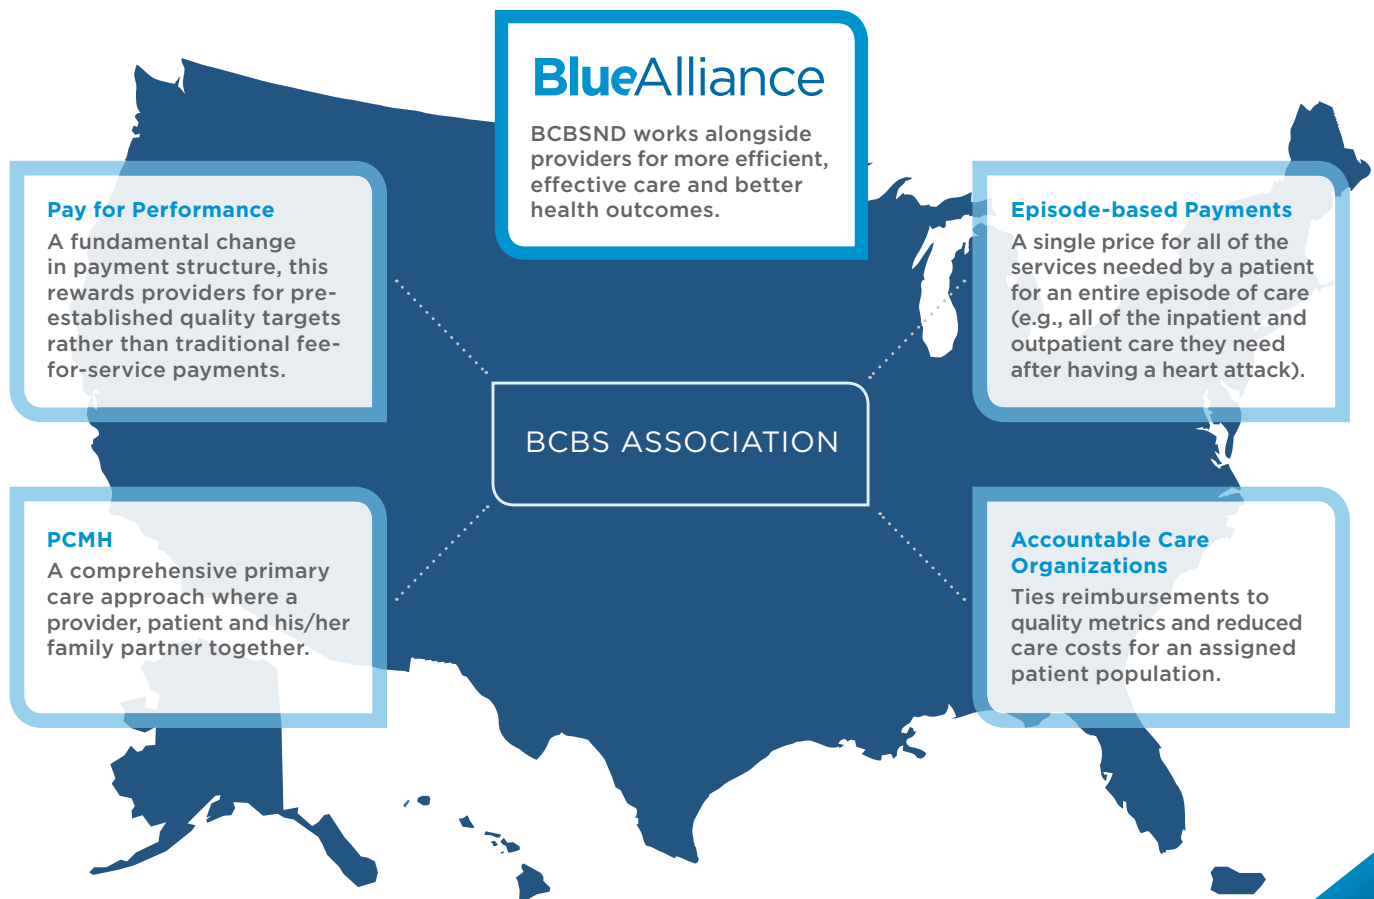 BlueAlliance
BCBSND works alongside
providers for more efficient,
effective care and better
health outcomes.
Pay for Performance
A fundamental change
in payment structure, this
rewards providers for pre-
established quality targets
rather than traditional fee-
for-service payments.
Episode-based Payments
A single price for all of the
services needed by a patient
for an entire episode of care
(e.g., all of the inpatient and
outpatient care they need
after having a heart attack).
BCBS ASSOCIATION
PCMH
A comprehensive primary
care approach where a
provider, patient and his/her
family partner together.
Accountable Care
Organizations
Ties reimbursements to
quality metrics and reduced
care costs for an assigned
patient population.